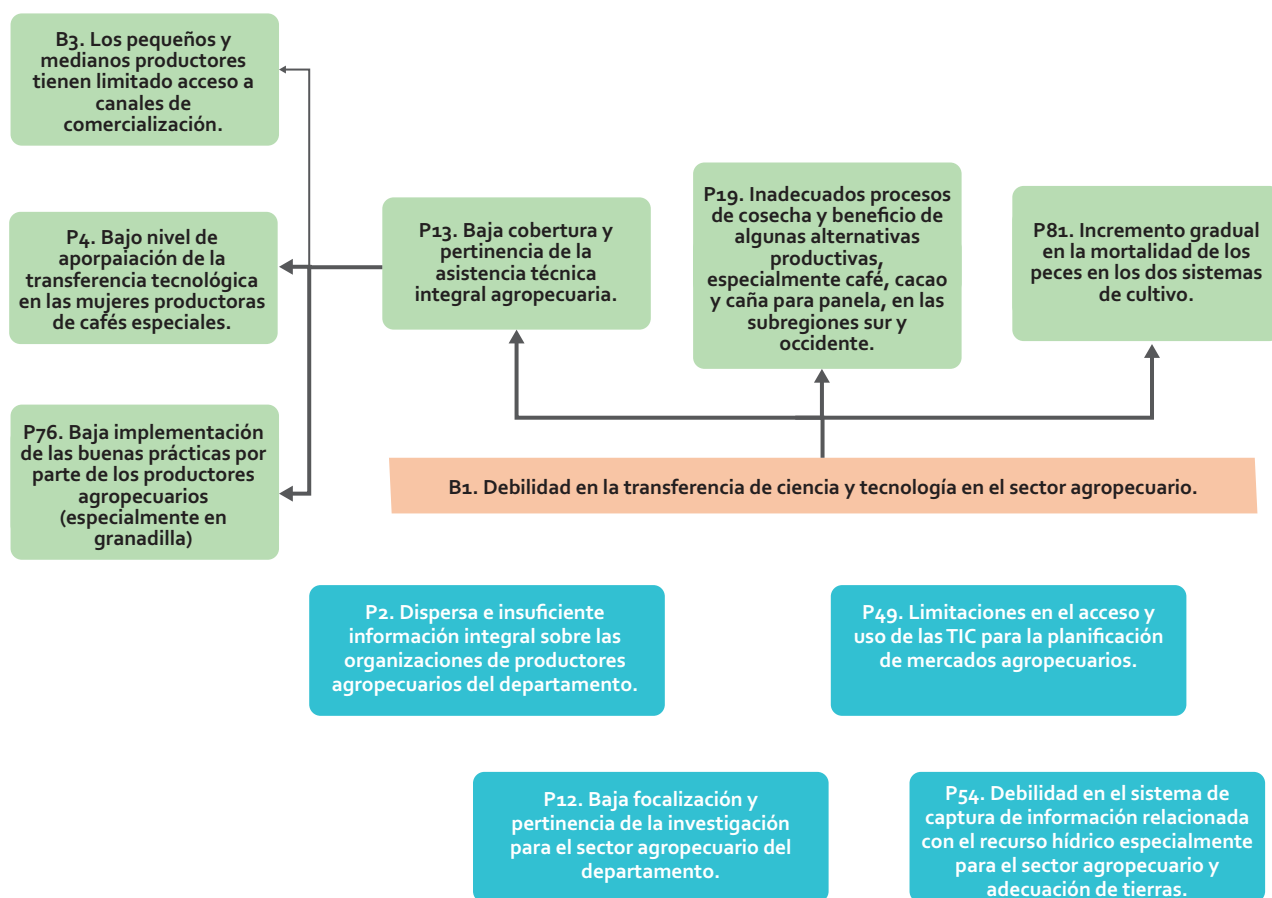 B3. Los pequeños y
medianos productores
tienen limitado acceso a
canales de
comercialización.
P4. Bajo nivel de
aporpaiación de la
transferencia tecnológica
en las mujeres productoras
de cafés especiales.
P76. Baja implementación
de las buenas prácticas por
parte de los productores
agropecuarios
(especialmente en
granadilla)
P13. Baja cobertura y
pertinencia de la
asistencia técnica
integral agropecuaria.
P19. Inadecuados procesos
de cosecha y beneficio de
algunas alternativas
productivas,
especialmente café, cacao
y caña para panela, en las
subregiones sur y
occidente.
P81. Incremento gradual
en la mortalidad de los
peces en los dos sistemas
de cultivo.
B1. Debilidad en la transferencia de ciencia y tecnología en el sector agropecuario.
P2. Dispersa e insuficiente
información integral sobre las
organizaciones de productores
agropecuarios del departamento.
P49. Limitaciones en el acceso y
uso de las TIC para la planificación
de mercados agropecuarios.
P12. Baja focalización y
pertinencia de la investigación
para el sector agropecuario del
departamento.
P54. Debilidad en el sistema de
captura de información relacionada
con el recurso hídrico especialmente
para el sector agropecuario y
adecuación de tierras.